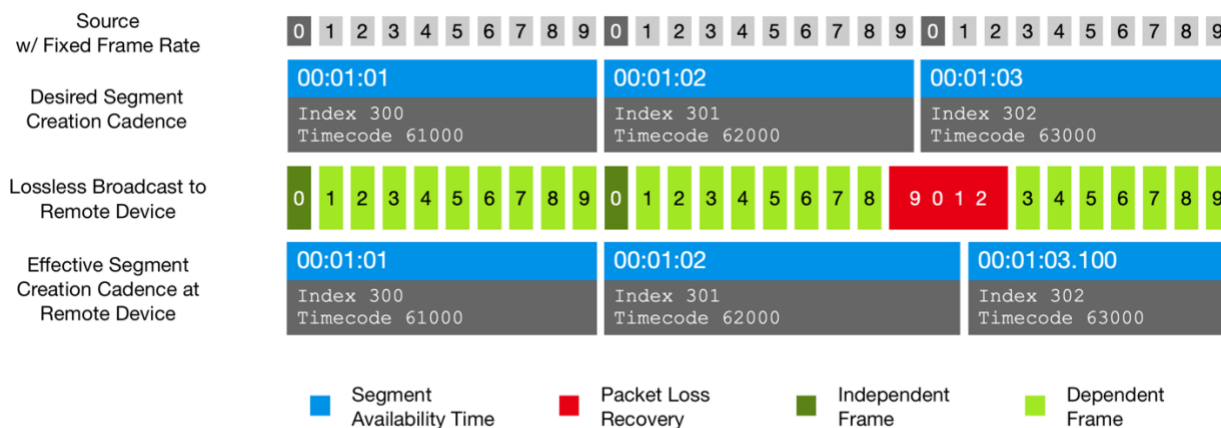 Source
w/ Fixed Frame Rate
0 1 2 3 4 5 6 7 8 9 0 1 2 3 4 5 6 7 8 9 0 1 2 3 4 5 6 7 8 9
Desired Segment
Creation Cadence
00:01:01
Index 300
Timecode 61000
00:01:02
Index 301
Timecode 62000
00:01:03
Index 302
Timecode 63000
Lossless Broadcast to
Remote Device
0 1 2 3 4 5 6 7 8 9 0 1 2 3 4 5 6 7 8 9 0 1 2 3 4 5 6 7 8 9
Effective Segment
Creation Cadence at
Remote Device
00:01:01
Index 300
Timecode 61000
00:01:02
Index 301
Timecode 62000
00:01:03.100
Index 302
Timecode 63000
Segment
Availability Time
Packet Loss
Recovery
Independent
Frame
Dependent
Frame